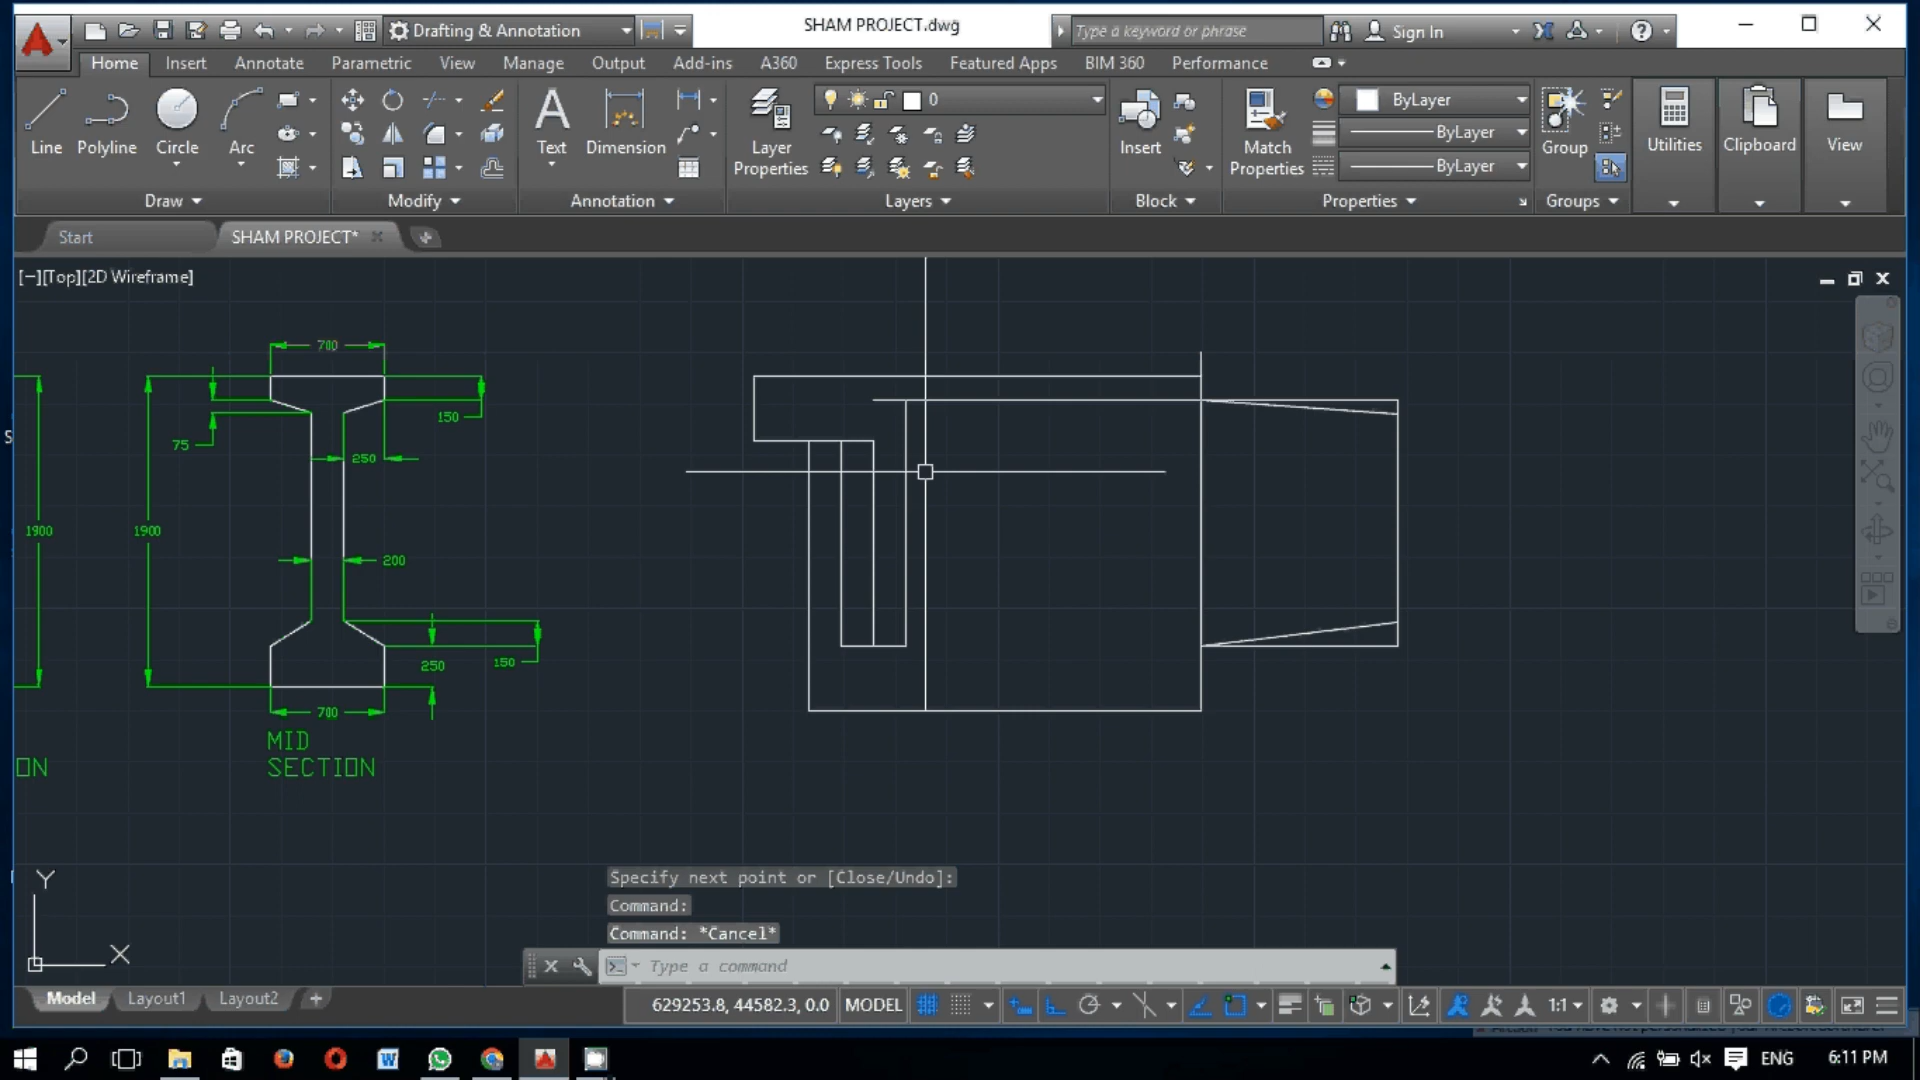 Drafting & Annotation
SHAM PROJECT.dwg
Type a keyword or phrase
Sign In
Home
Insert
Annotate
Parametric
View
Manage
Output
Add-ins
A360
Express Tools
Featured Apps
BIM 360
Performance
Line
Polyline
Circle
Arc
Text
Dimension
Layer
Properties
0
Insert
Match
Properties
ByLayer
ByLayer
ByLayer
Group
Utilities
Clipboard
View
Draw
Modify
Annotation
Layers
Block
Properties
Groups
Start
SHAM PROJECT*
[−][Top][2D Wireframe]
700
150
75
250
1900
1900
200
250
150
700
MID
SECTION
ON
Y
X
Specify next point or [Close/Undo]:
Command:
Command: *Cancel*
Type a command
Model
Layout1
Layout2
629253.8, 44582.3, 0.0
MODEL
1:1
ENG
6:11 PM